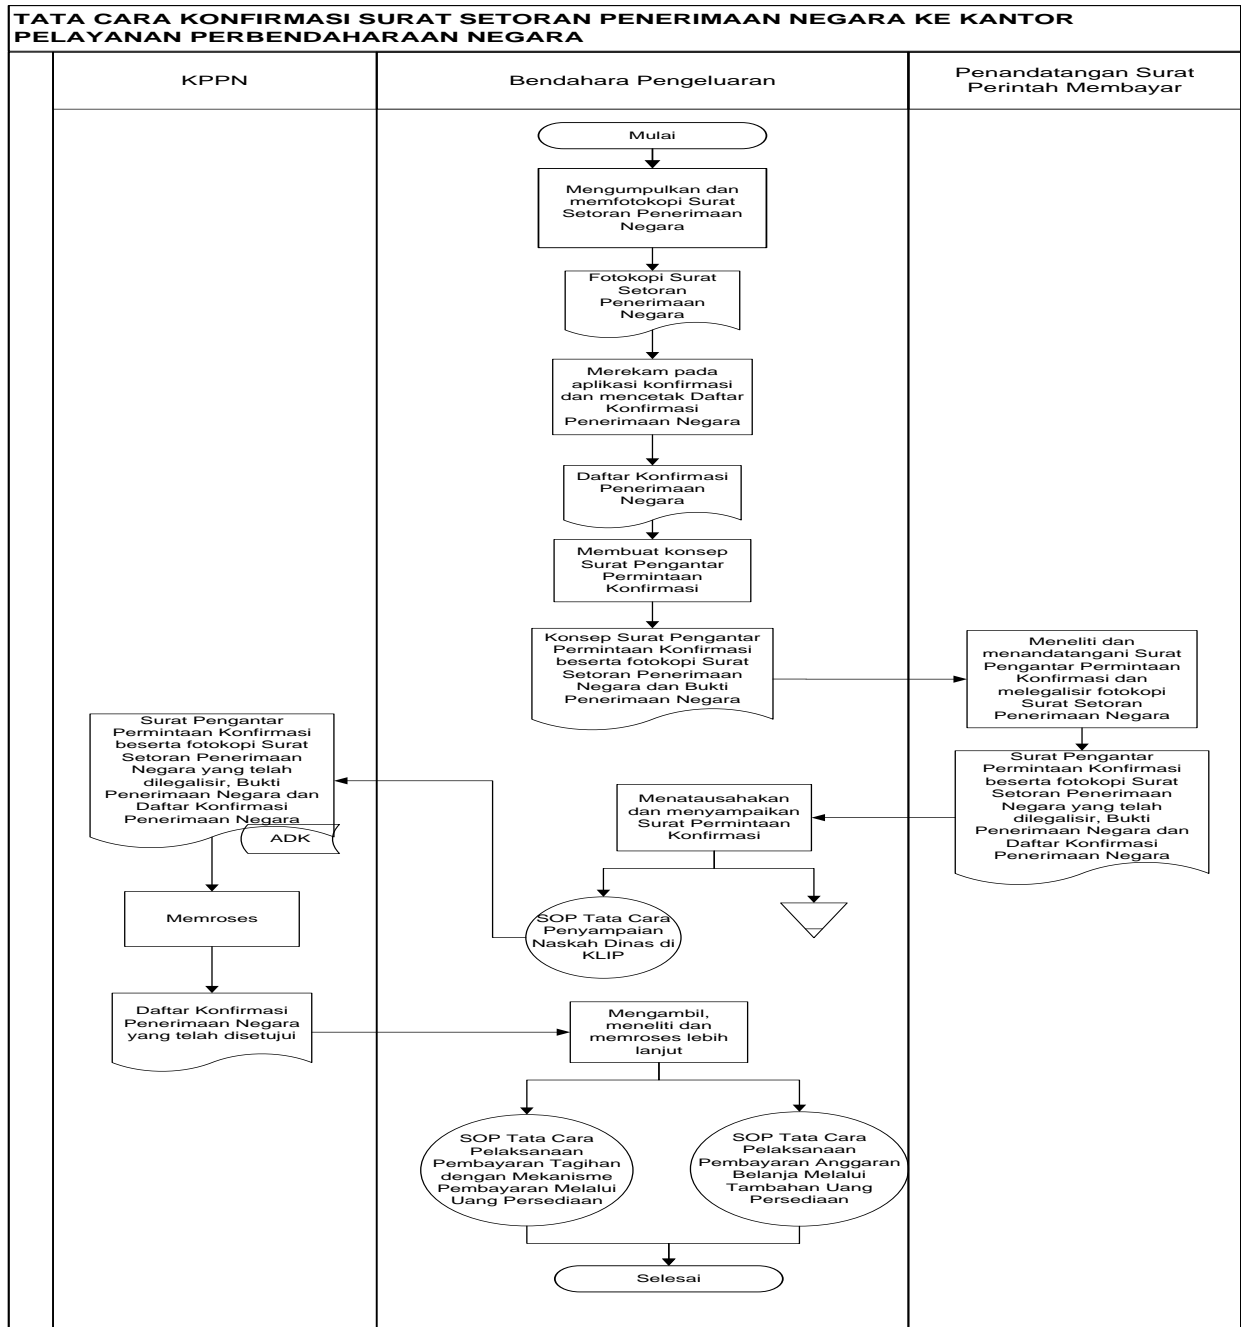 TATA CARA KONFIRMASI SURAT SETORAN PENERIMAAN NEGARA KE KANTOR
PELAYANAN PERBENDAHARAAN NEGARA
KPPN
Bendahara Pengeluaran
Penandatangan Surat
Perintah Membayar
Mulai
Mengumpulkan dan
memfotokopi Surat
Setoran Penerimaan
Negara
Fotokopi Surat
Setoran
Penerimaan
Negara
Merekam pada
aplikasi konfirmasi
dan mencetak Daftar
Konfirmasi
Penerimaan Negara
Daftar Konfirmasi
Penerimaan
Negara
Membuat konsep
Surat Pengantar
Permintaan
Konfirmasi
Konsep Surat Pengantar
Permintaan Konfirmasi
beserta fotokopi Surat
Setoran Penerimaan
Negara dan Bukti
Penerimaan Negara
Meneliti dan
menandatangani Surat
Pengantar Permintaan
Konfirmasi dan
melegalisir fotokopi
Surat Setoran
Penerimaan Negara
Surat Pengantar
Permintaan Konfirmasi
beserta fotokopi Surat
Setoran Penerimaan
Negara yang telah
dilegalisir, Bukti
Penerimaan Negara dan
Daftar Konfirmasi
Penerimaan Negara
Menatausahakan
dan menyampaikan
Surat Permintaan
Konfirmasi
SOP Tata Cara
Penyampaian
Naskah Dinas di
KLIP
Surat Pengantar
Permintaan Konfirmasi
beserta fotokopi Surat
Setoran Penerimaan
Negara yang telah
dilegalisir, Bukti
Penerimaan Negara dan
Daftar Konfirmasi
Penerimaan Negara
ADK
Memroses
Daftar Konfirmasi
Penerimaan Negara
yang telah disetujui
Mengambil,
meneliti dan
memroses lebih
lanjut
SOP Tata Cara
Pelaksanaan
Pembayaran Tagihan
dengan Mekanisme
Pembayaran Melalui
Uang Persediaan
SOP Tata Cara
Pelaksanaan
Pembayaran Anggaran
Belanja Melalui
Tambahan Uang
Persediaan
Selesai